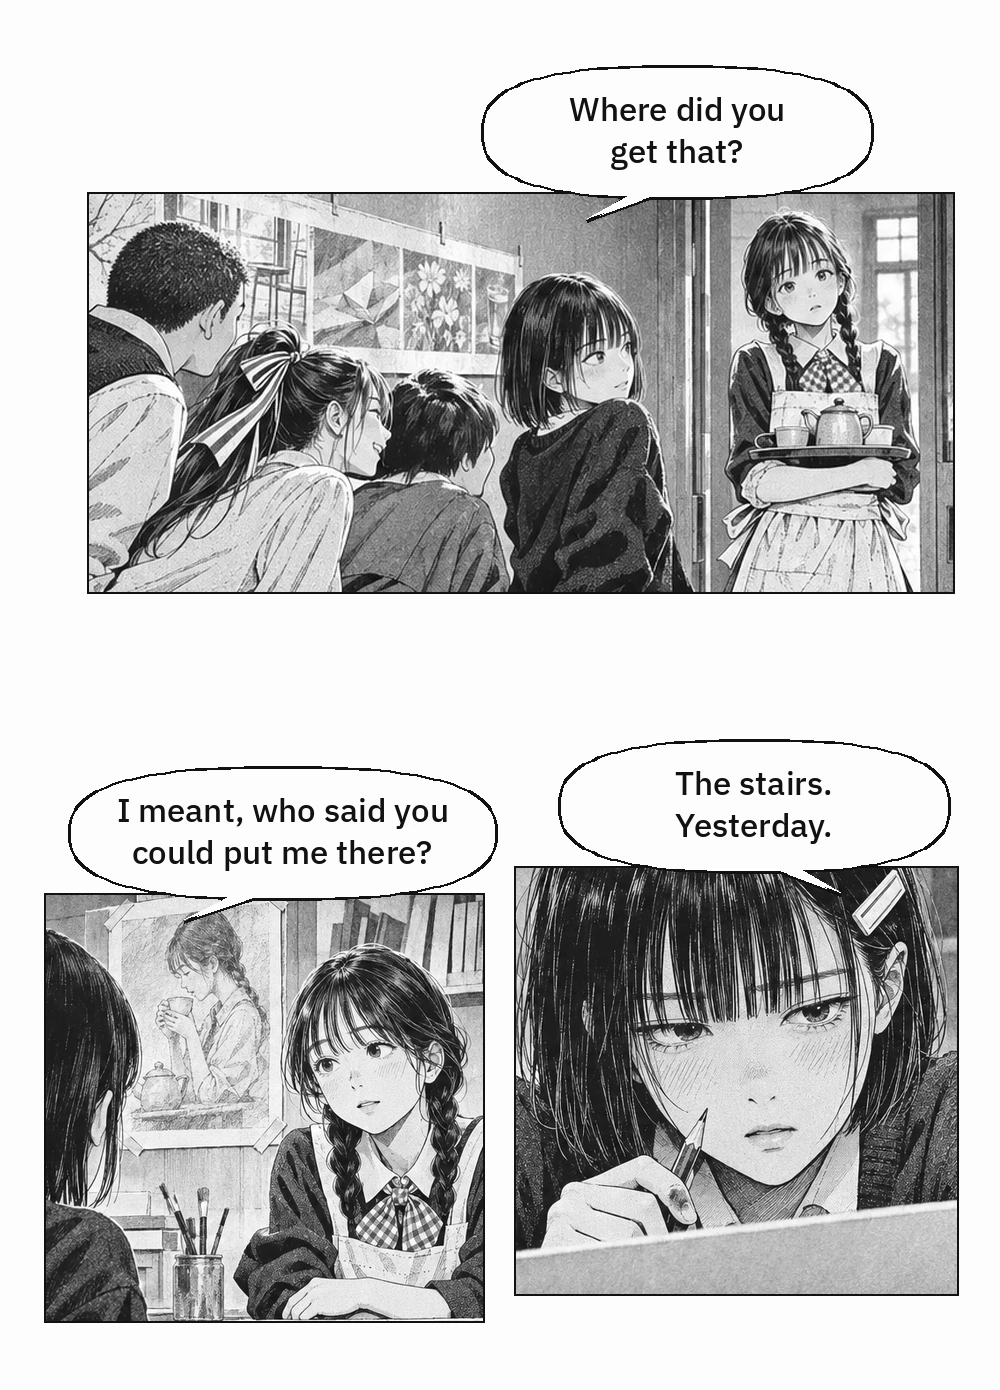 Where did you
get that?
The stairs.
Yesterday.
I meant, who said you
could put me there?